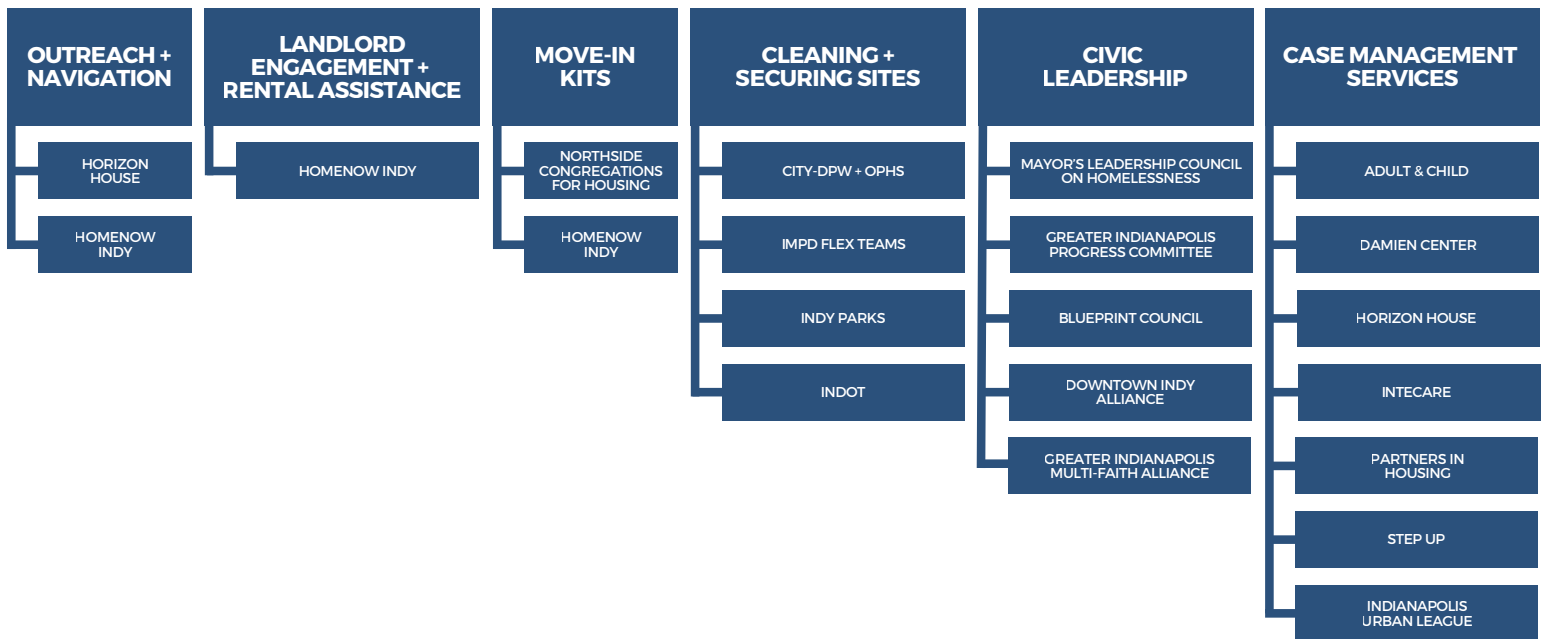 OUTREACH +
NAVIGATION
HORIZON
HOUSE
HOMENOW
INDY
LANDLORD
ENGAGEMENT +
RENTAL ASSISTANCE
HOMENOW INDY
MOVE-IN
KITS
NORTHSIDE
CONGREGATIONS
FOR HOUSING
HOMENOW
INDY
CLEANING +
SECURING SITES
CITY-DPW + OPHS
IMPD FLEX TEAMS
INDY PARKS
INDOT
CIVIC
LEADERSHIP
MAYOR'S LEADERSHIP COUNCIL
ON HOMELESSNESS
GREATER INDIANAPOLIS
PROGRESS COMMITTEE
BLUEPRINT COUNCIL
DOWNTOWN INDY
ALLIANCE
GREATER INDIANAPOLIS
MULTI-FAITH ALLIANCE
CASE MANAGEMENT
SERVICES
ADULT & CHILD
DAMIEN CENTER
HORIZON HOUSE
INTECARE
PARTNERS IN
HOUSING
STEP UP
INDIANAPOLIS
URBAN LEAGUE